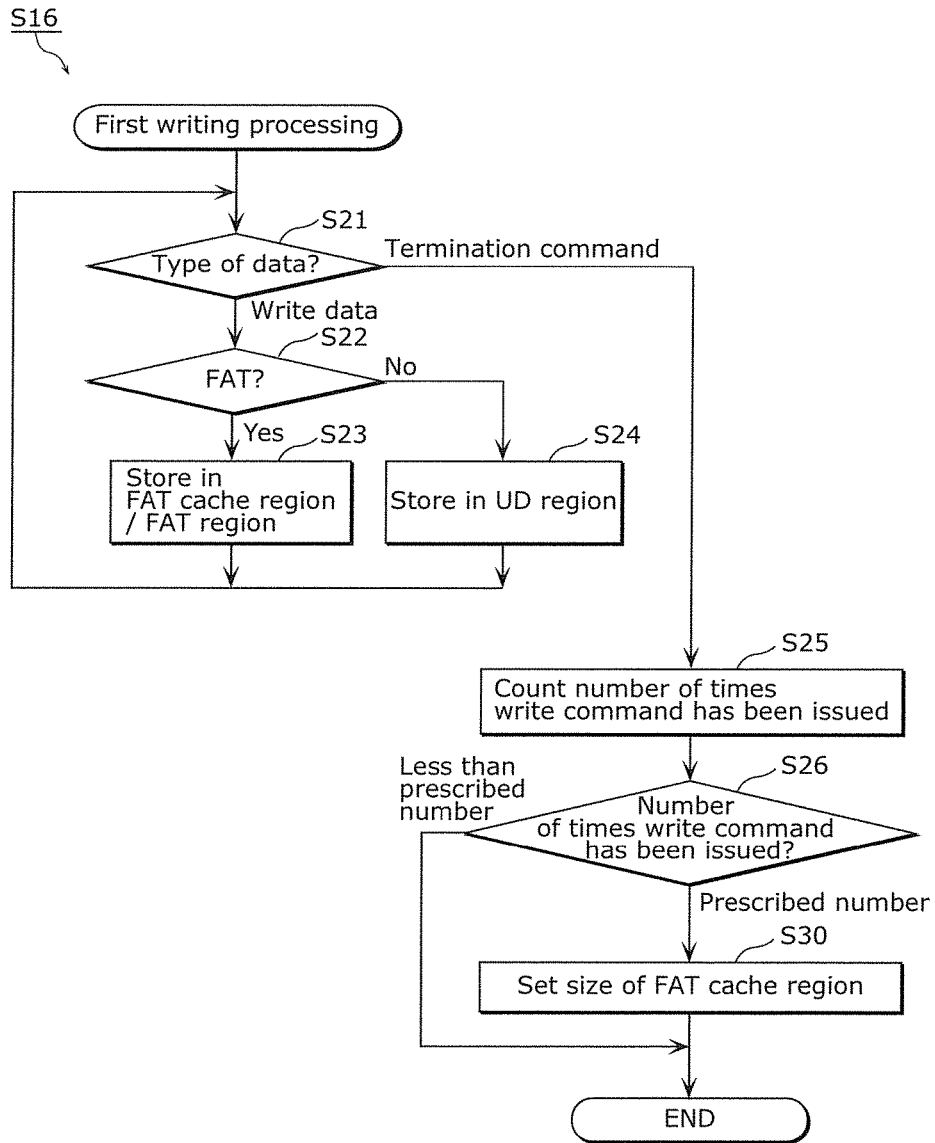 S16
First writing processing
S21
Type of data?
Termination command
Write data
S22
FAT?
No
Yes
S23
S24
Store in
FAT cache region
/ FAT region
Store in UD region
S25
Count number of times
write command has been issued
Less than
prescribed
number
S26
Number
of times write command
has been issued?
Prescribed number
S30
Set size of FAT cache region
END